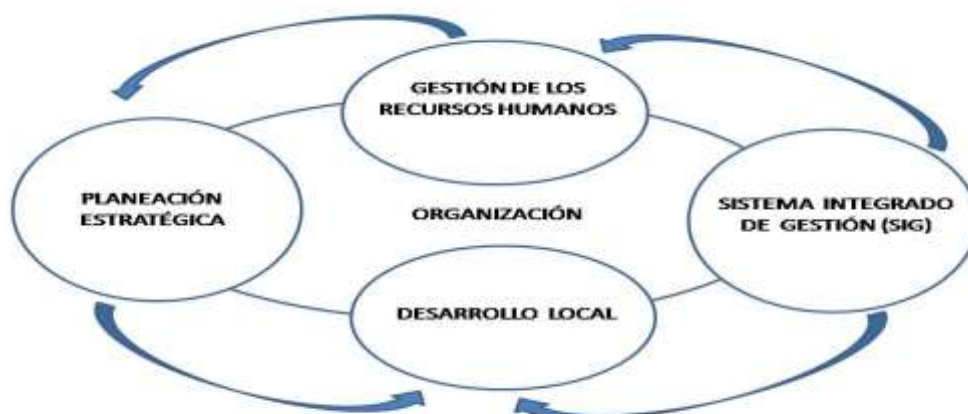 GESTIÓN DE LOS
RECURSOS HUMANOS
PLANEACIÓN
ESTRATÉGICA
ORGANIZACIÓN
SISTEMA INTEGRADO
DE GESTIÓN (SIG)
DESARROLLO LOCAL